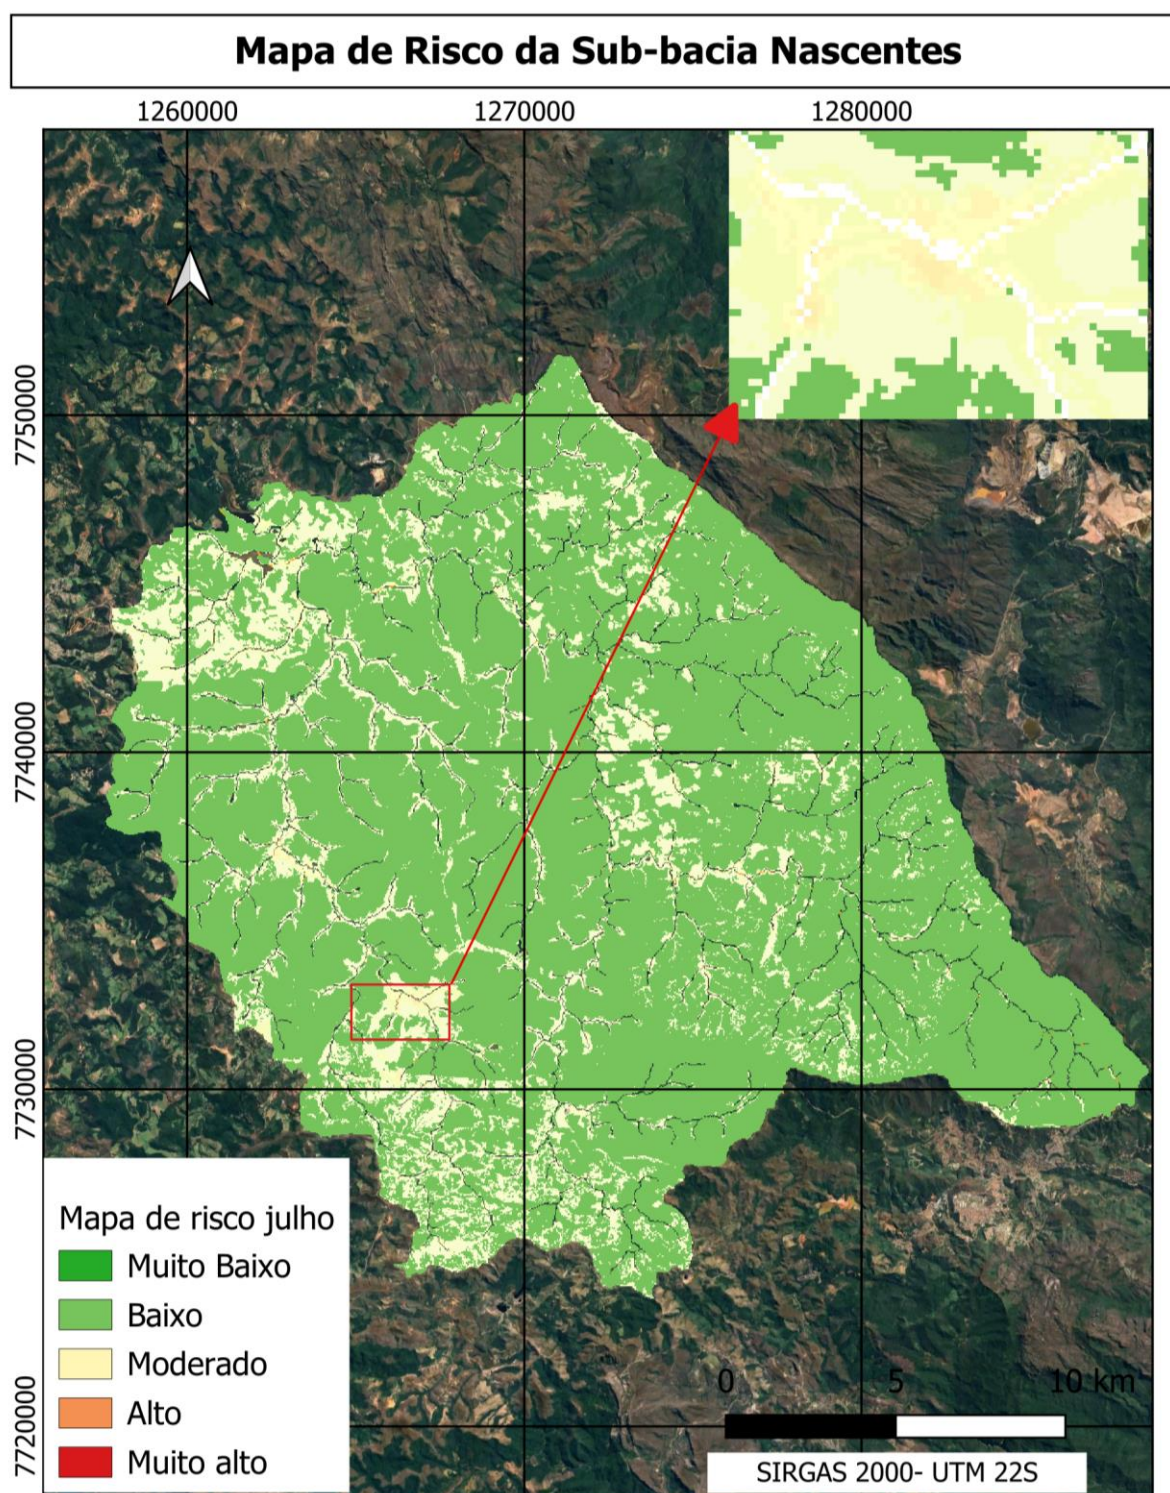 Mapa de Risco da Sub-bacia Nascentes
1260000 1270000 1280000
7750000
7740000
7730000
7720000
Mapa de risco julho
Muito Baixo
Baixo
Moderado
Alto
Muito alto
0 5 10 km
SIRGAS 2000- UTM 22S